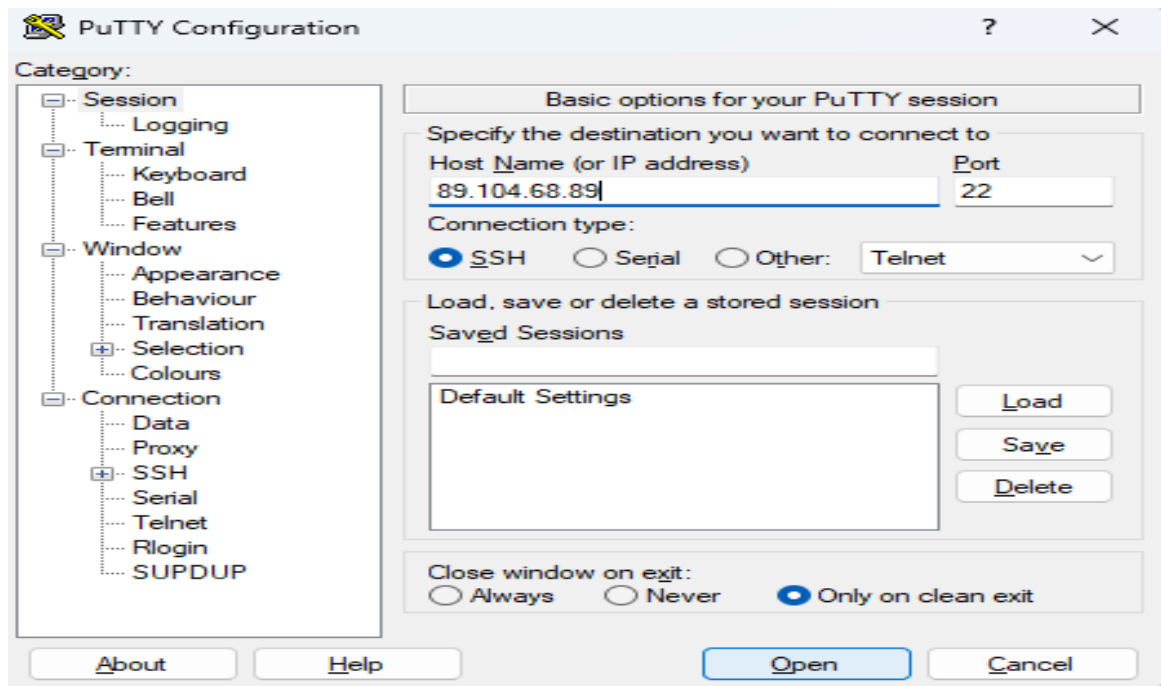 PuTTY Configuration
?
Category:
Session
Logging
Terminal
Keyboard
Bell
Features
Window
Appearance
Behaviour
Translation
Selection
Colours
Connection
Data
Proxy
SSH
Serial
Telnet
Rlogin
SUPDUP
Basic options for your PuTTY session
Specify the destination you want to connect to
Host Name (or IP address) Port
89.104.68.89 22
Connection type:
SSH Serial Other: Telnet
Load, save or delete a stored session
Saved Sessions
Default Settings
Load
Save
Delete
Close window on exit:
Always Never Only on clean exit
About Help Open Cancel